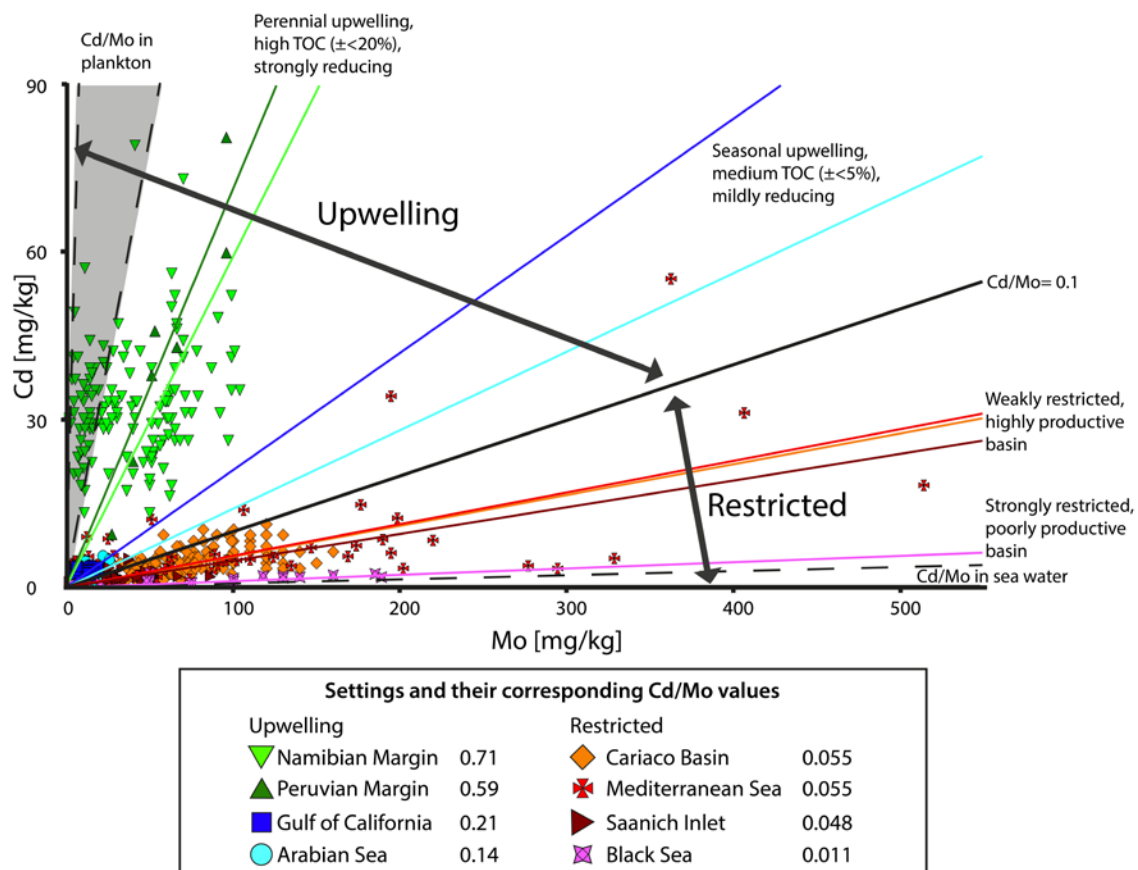 Cd/Mo in
plankton
Perennial upwelling,
high TOC (±<20%),
strongly reducing
90
60
30
0
Cd [mg/kg]
Upwelling
Seasonal upwelling,
medium TOC (±<5%),
mildly reducing
Cd/Mo= 0.1
Weakly restricted,
highly productive
basin
Restricted
Strongly restricted,
poorly productive
basin
Cd/Mo in sea water
0 100 200 300 400 500
Mo [mg/kg]
Settings and their corresponding Cd/Mo values
Upwelling Restricted
Namibian Margin 0.71 Cariaco Basin 0.055
Peruvian Margin 0.59 Mediterranean Sea 0.055
Gulf of California 0.21 Saanich Inlet 0.048
Arabian Sea 0.14 Black Sea 0.011